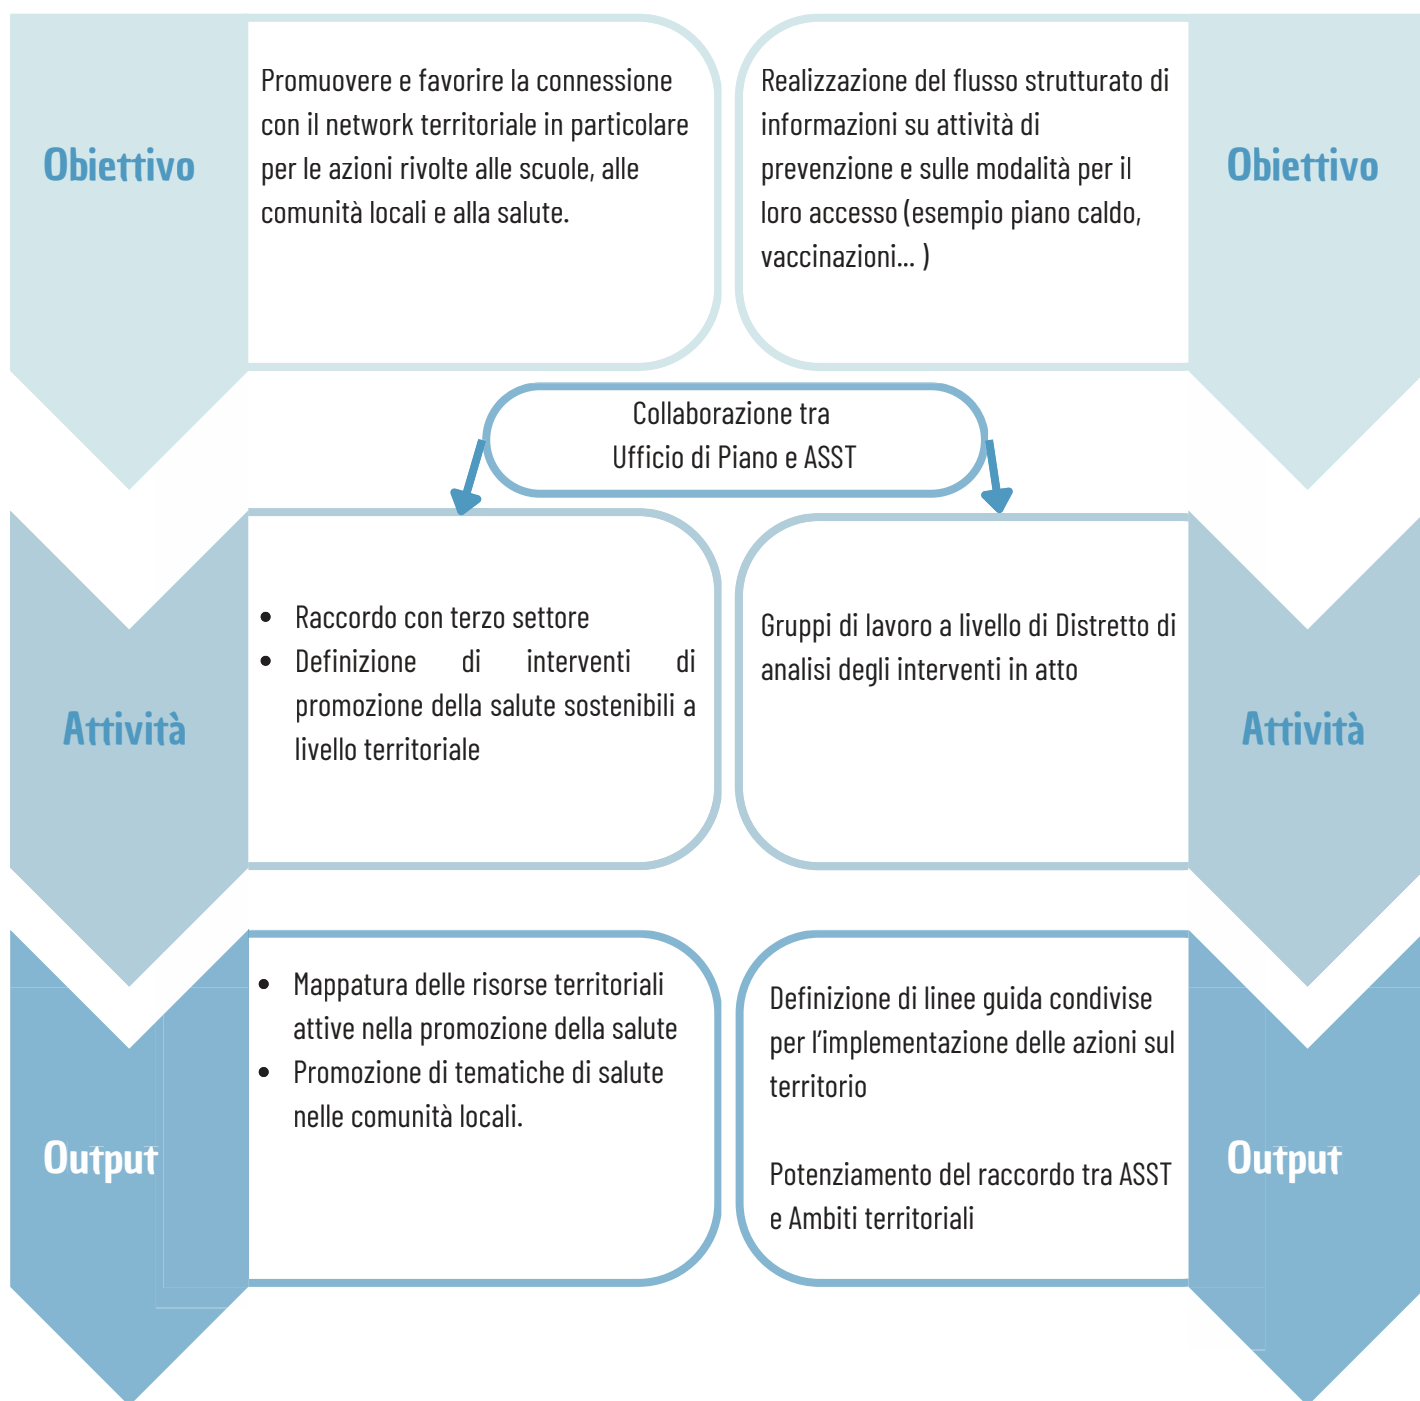 Obiettivo
Promuovere e favorire la connessione
con il network territoriale in particolare
per le azioni rivolte alle scuole, alle
comunità locali e alla salute.
Realizzazione del flusso strutturato di
informazioni su attività di
prevenzione e sulle modalità per il
loro accesso (esempio piano caldo,
vaccinazioni... )
Obiettivo
Collaborazione tra
Ufficio di Piano e ASST
Attività
• Raccordo con terzo settore
• Definizione di interventi di
promozione della salute sostenibili a
livello territoriale
Gruppi di lavoro a livello di Distretto di
analisi degli interventi in atto
Attività
Output
• Mappatura delle risorse territoriali
attive nella promozione della salute
• Promozione di tematiche di salute
nelle comunità locali.
Definizione di linee guida condivise
per l'implementazione delle azioni sul
territorio
Potenziamento del raccordo tra ASST
e Ambiti territoriali
Output